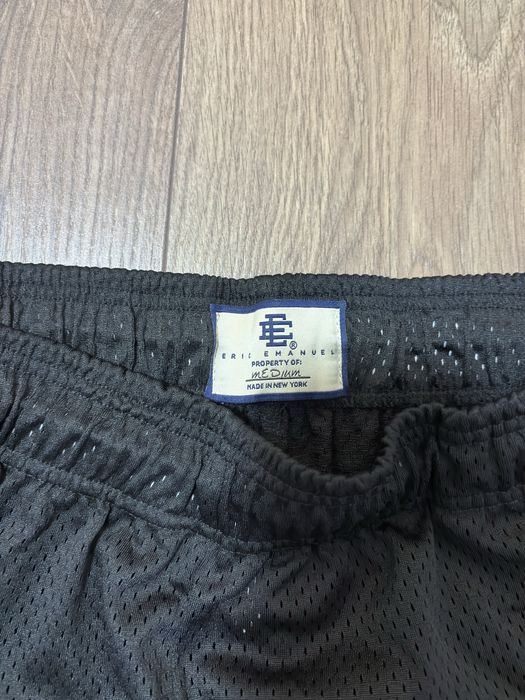 EE®
ERIC EMANUEL
PROPERTY OF:
mEDium
MADE IN NEW YORK